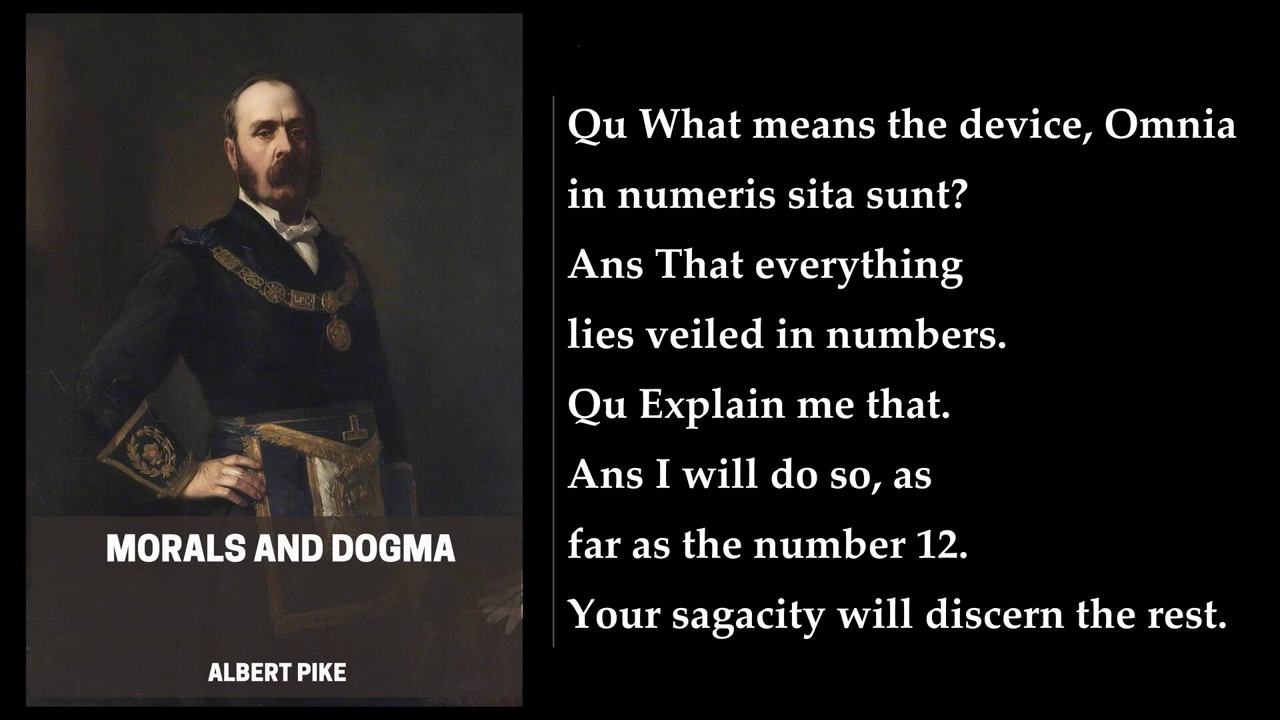 MORALS AND DOGMA
ALBERT PIKE
Qu What means the device, Omnia
in numeris sita sunt?
Ans That everything
lies veiled in numbers.
Qu Explain me that.
Ans I will do so, as
far as the number 12.
Your sagacity will discern the rest.